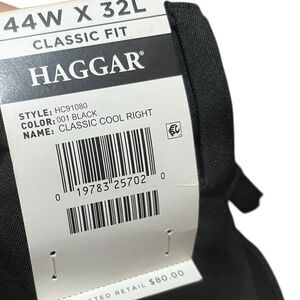 44W X 32L
CLASSIC FIT
HAGGAR
STYLE: HC91080
COLOR: 001 BLACK
NAME: CLASSIC COOL RIGHT
0 19783 25702 0
RETAIL $80.00